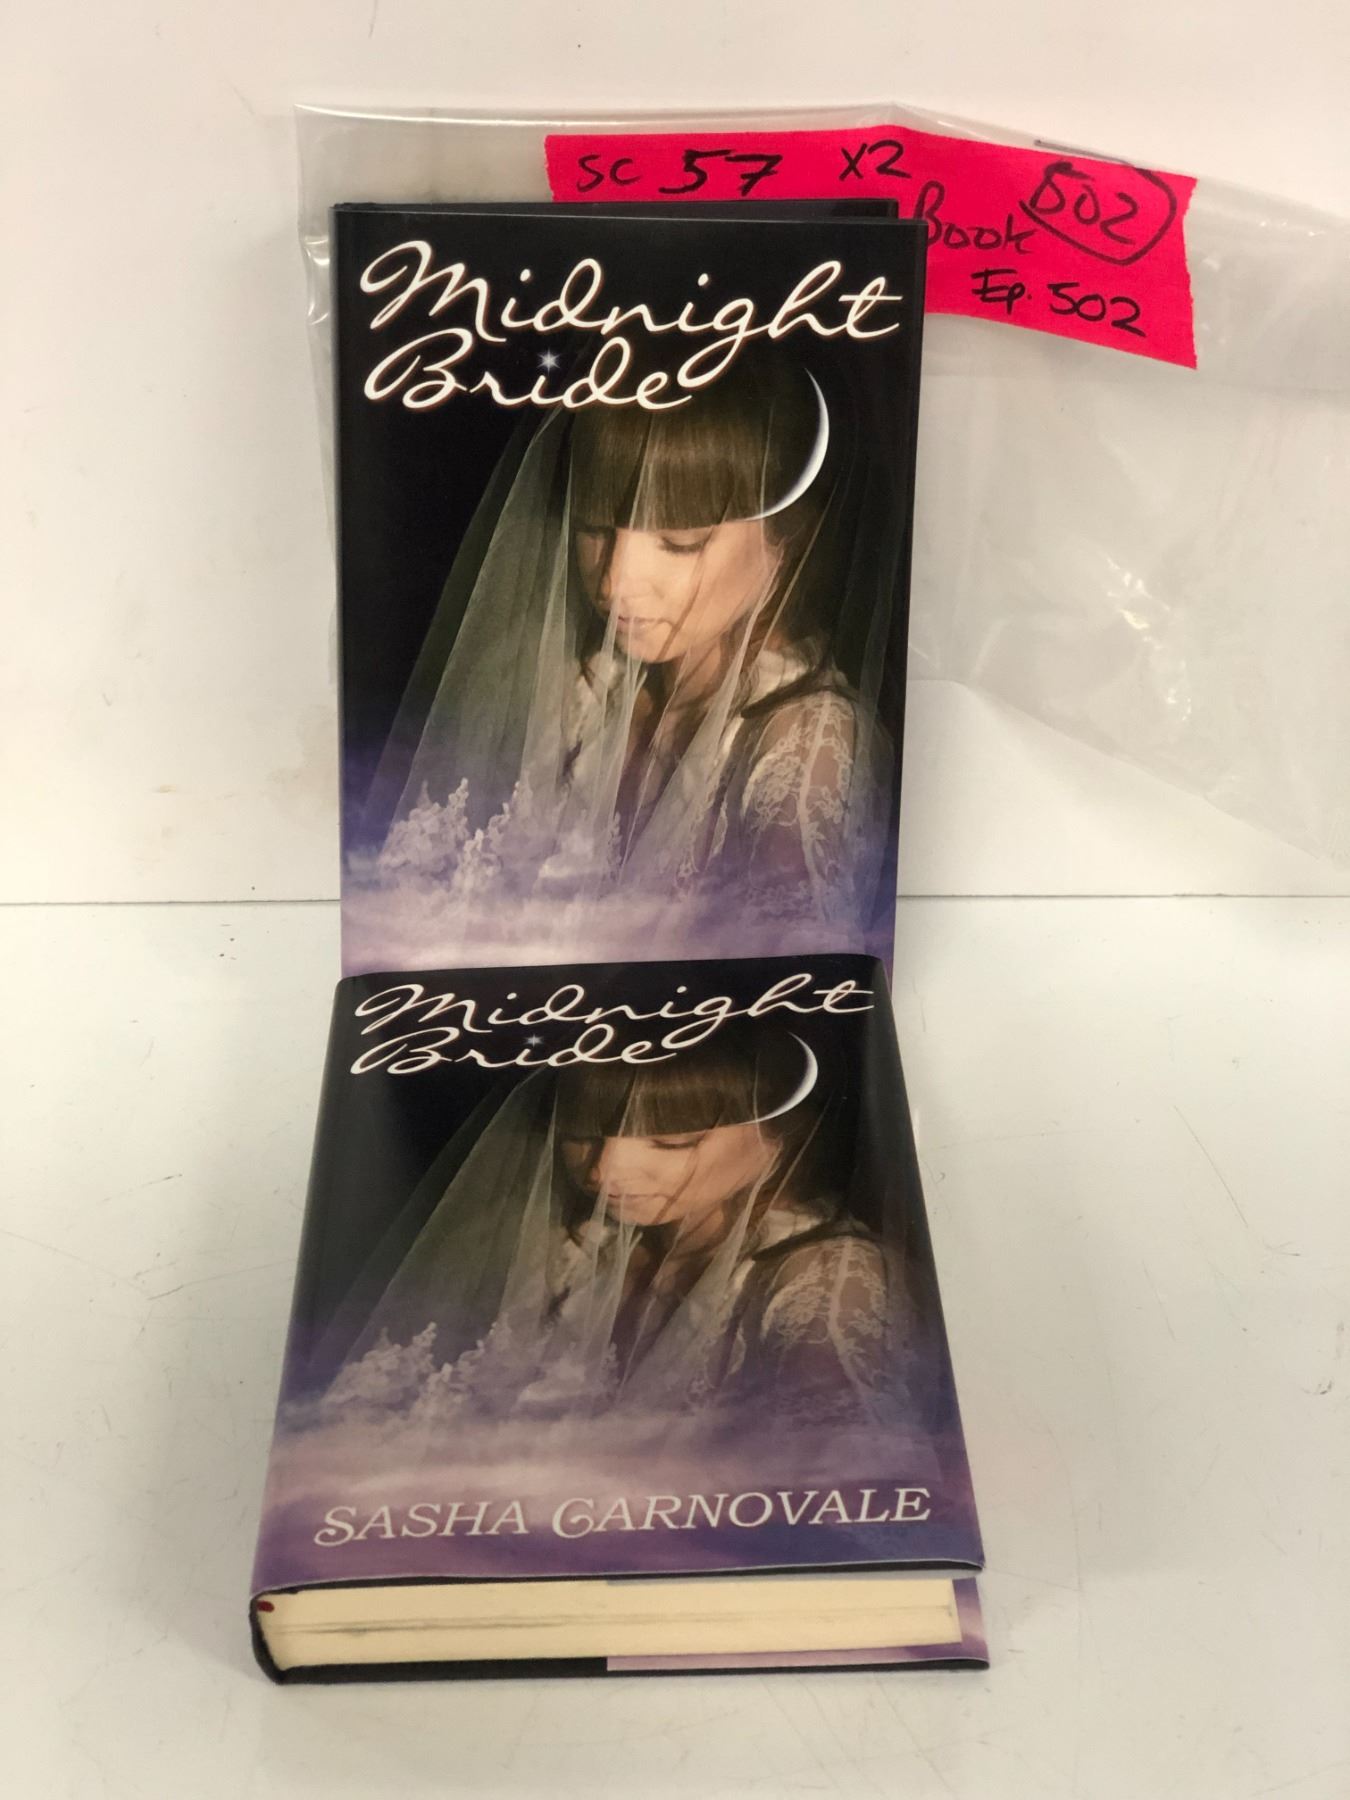 SC 57 x2 502
Book
Ep. 502
Midnight
Bride
Midnight
Bride
SASHA CARNOVALE